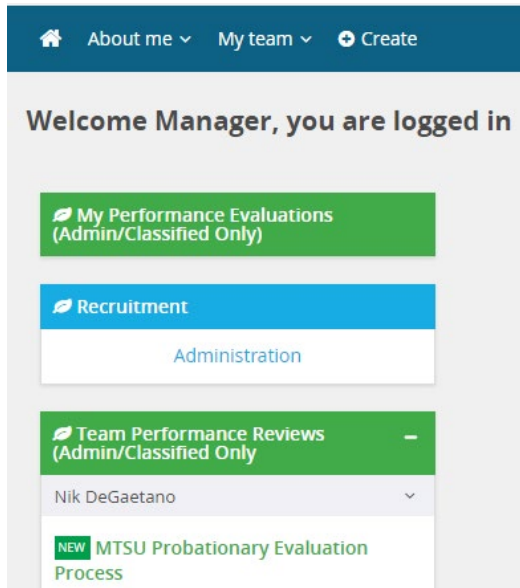 About me My team Create
Welcome Manager, you are logged in
My Performance Evaluations
(Admin/Classified Only)
Recruitment
Administration
Team Performance Reviews
(Admin/Classified Only
Nik DeGaetano
NEW MTSU Probationary Evaluation
Process